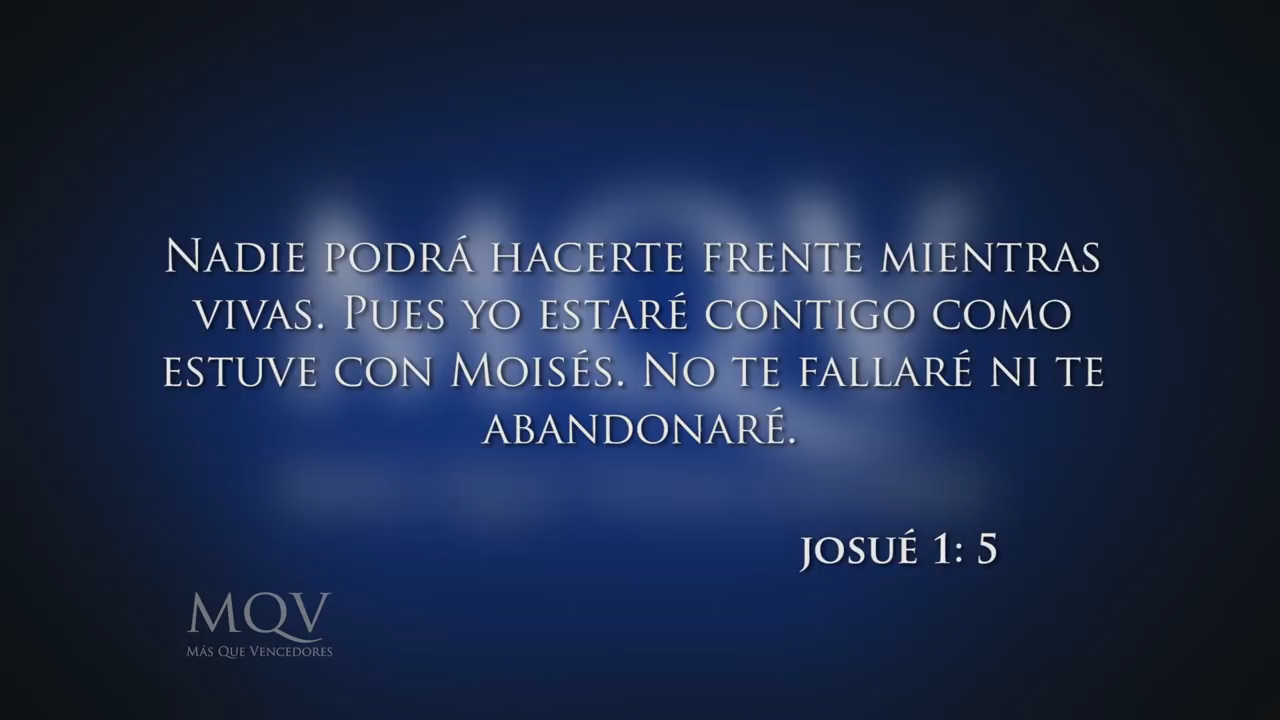 Nadie podrá hacerte frente mientras
vivas. Pues yo estaré contigo como
estuve con Moisés. No te fallaré ni te
abandonaré.
Josué 1: 5
MQV
Más Que Vencedores